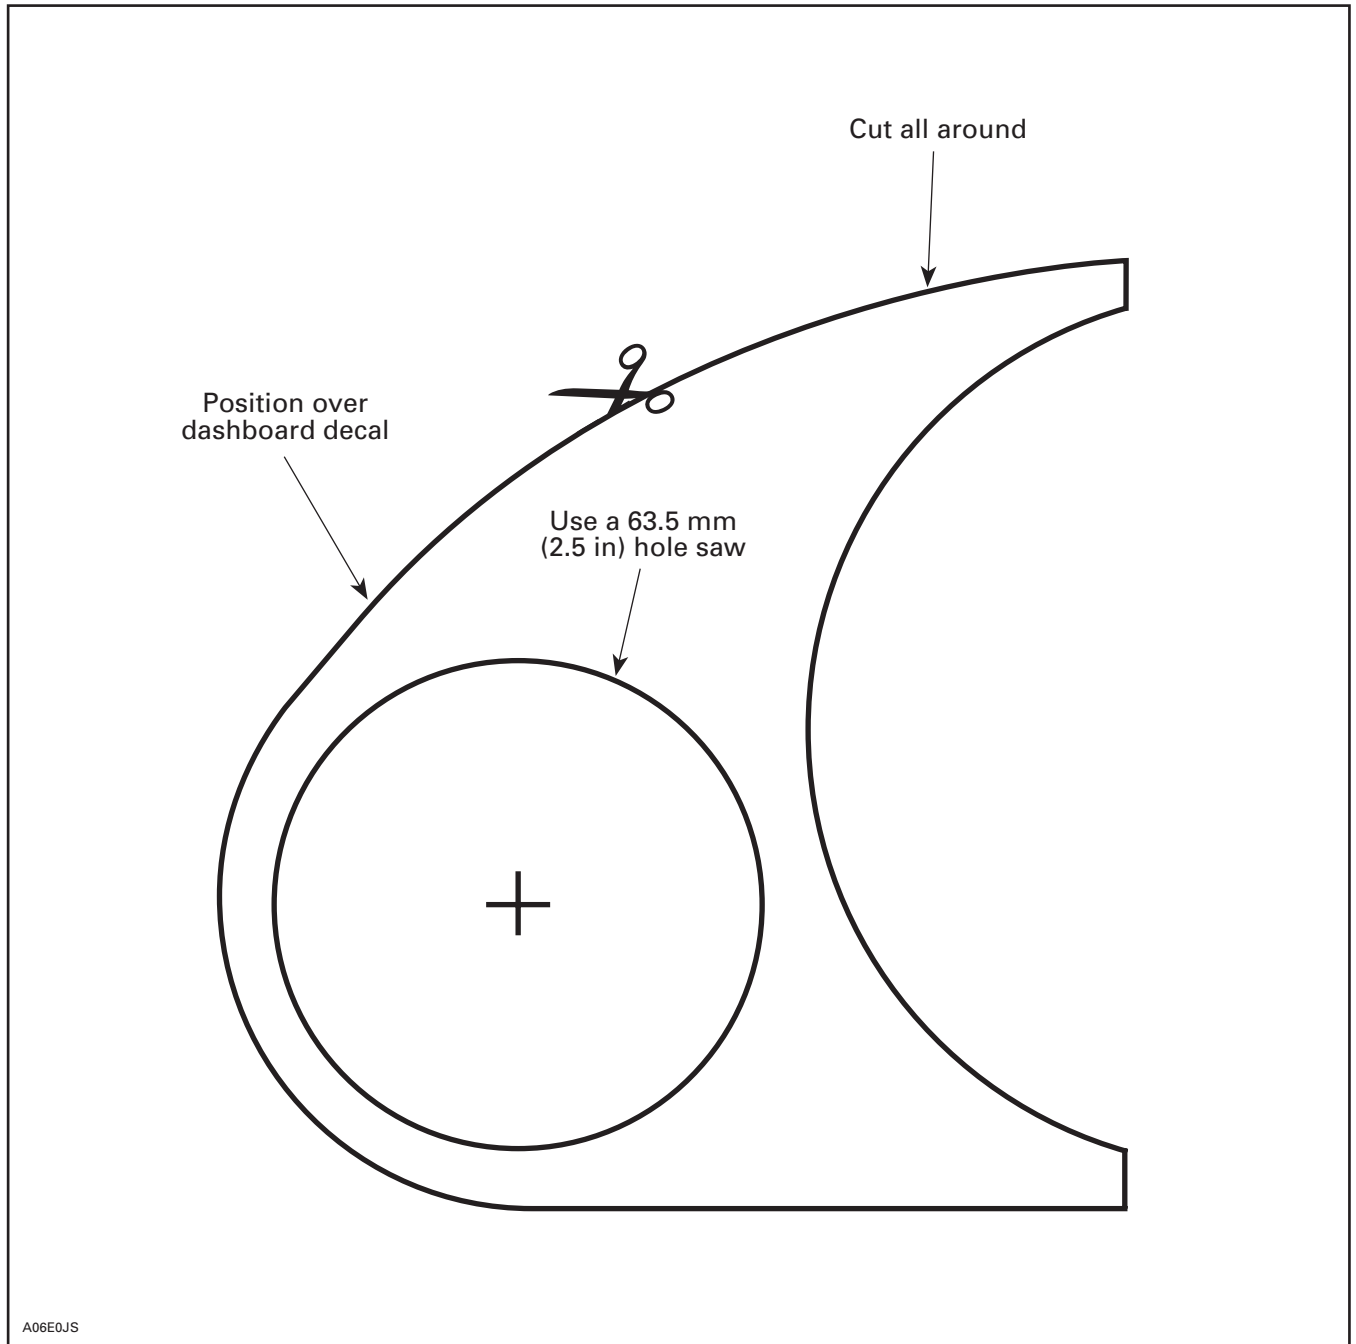 Cut all around
Position over
dashboard decal
Use a 63.5 mm
(2.5 in) hole saw
A06E0JS